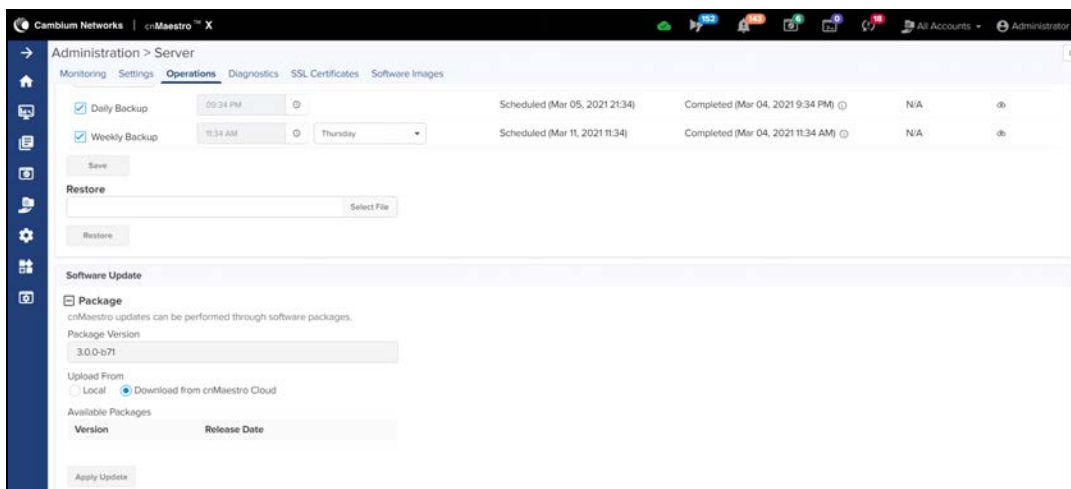 Cambium Networks | cnMaestro™ X 152 143 6 0 18 All Accounts Administrator
Administration > Server
Monitoring Settings Operations Diagnostics SSL Certificates Software Images
Daily Backup 09:34 PM Scheduled (Mar 05, 2021 21:34) Completed (Mar 04, 2021 9:34 PM) N/A
Weekly Backup 11:34 AM Thursday Scheduled (Mar 11, 2021 11:34) Completed (Mar 04, 2021 11:34 AM) N/A
Save
Restore
Select File
Restore
Software Update
Package
cnMaestro updates can be performed through software packages.
Package Version
3.0.0-b71
Upload From
Local Download from cnMaestro Cloud
Available Packages
Version Release Date
Apply Update